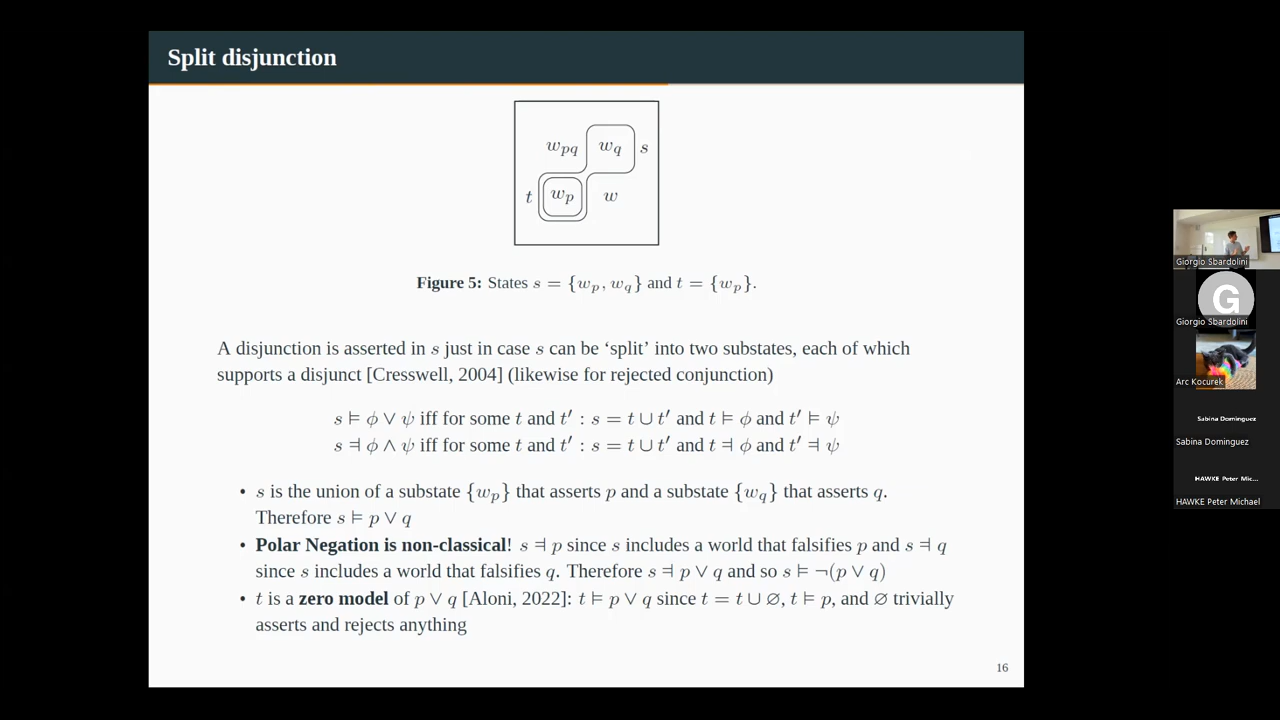 Split disjunction
w_pq w_q s
t w_p w
Figure 5: States s = {w_p, w_q} and t = {w_p}.
A disjunction is asserted in s just in case s can be ‘split’ into two substates, each of which
supports a disjunct [Cresswell, 2004] (likewise for rejected conjunction)
s ⊨ ϕ ∨ ψ iff for some t and t′ : s = t ∪ t′ and t ⊨ ϕ and t′ ⊨ ψ
s ⫤ ϕ ∧ ψ iff for some t and t′ : s = t ∪ t′ and t ⫤ ϕ and t′ ⫤ ψ
• s is the union of a substate {w_p} that asserts p and a substate {w_q} that asserts q.
Therefore s ⊨ p ∨ q
• Polar Negation is non-classical! s ⫤ p since s includes a world that falsifies p and s ⫤ q
since s includes a world that falsifies q. Therefore s ⫤ p ∨ q and so s ⊨ ¬(p ∨ q)
• t is a zero model of p ∨ q [Aloni, 2022]: t ⊨ p ∨ q since t = t ∪ ∅, t ⊨ p, and ∅ trivially
asserts and rejects anything
16
Giorgio Sbardolini
G
Giorgio Sbardolini
Arc Kocurek
Sabina Dominguez
Sabina Dominguez
HAWKE Peter Mic...
HAWKE Peter Michael